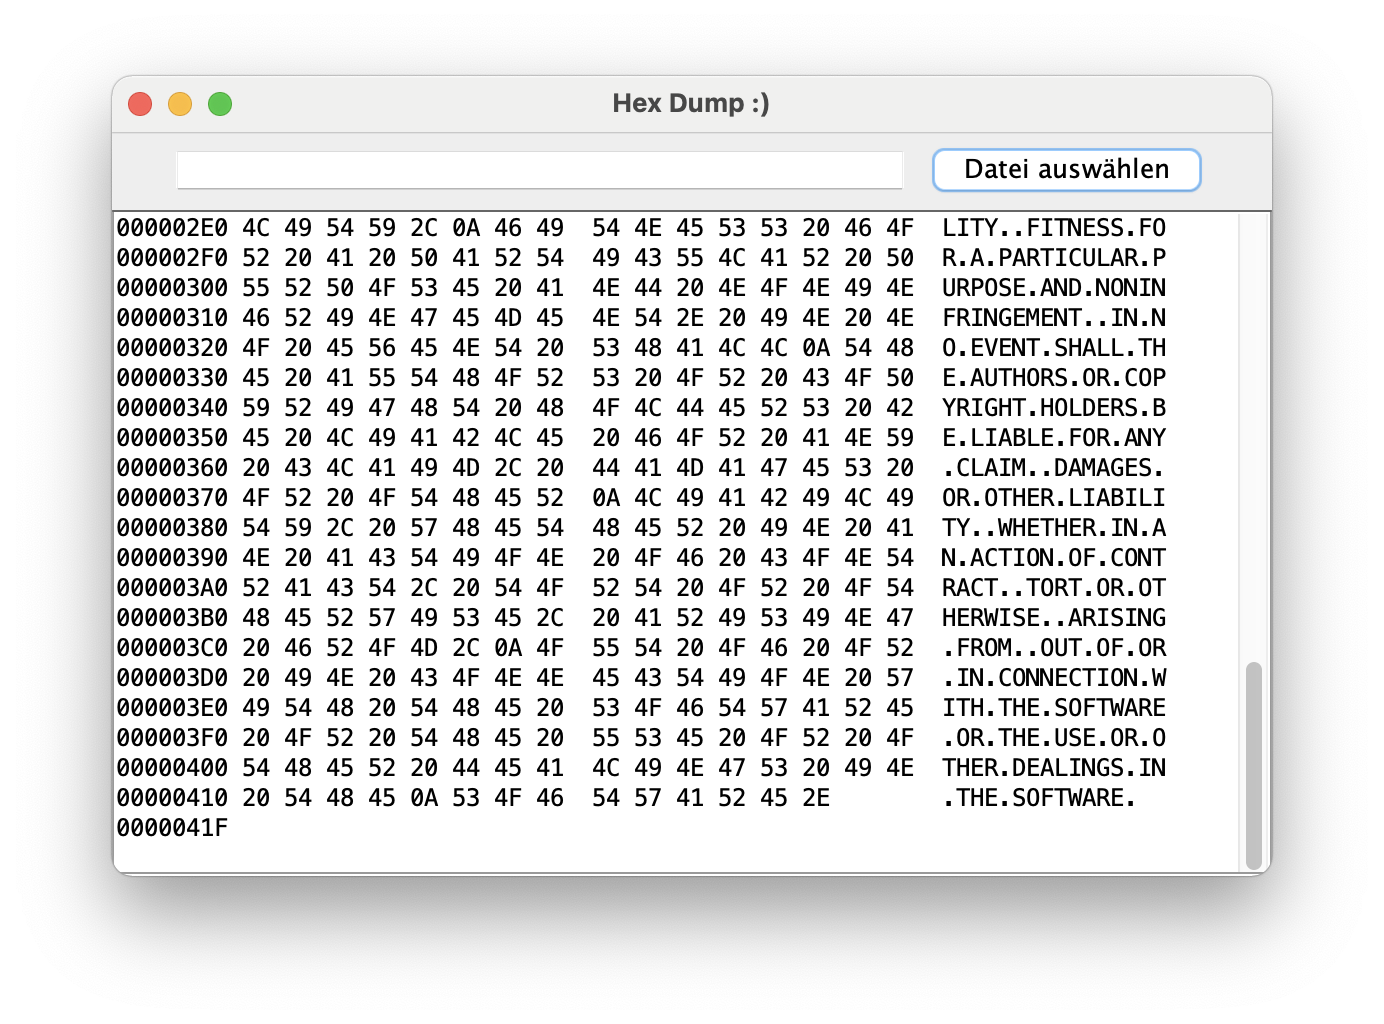 Hex Dump :)
Datei auswählen
000002E0 4C 49 54 59 2C 0A 46 49  54 4E 45 53 53 20 46 4F  LITY..FITNESS.FO
000002F0 52 20 41 20 50 41 52 54  49 43 55 4C 41 52 20 50  R.A.PARTICULAR.P
00000300 55 52 50 4F 53 45 20 41  4E 44 20 4E 4F 4E 49 4E  URPOSE.AND.NONIN
00000310 46 52 49 4E 47 45 4D 45  4E 54 2E 20 49 4E 20 4E  FRINGEMENT..IN.N
00000320 4F 20 45 56 45 4E 54 20  53 48 41 4C 4C 0A 54 48  O.EVENT.SHALL.TH
00000330 45 20 41 55 54 48 4F 52  53 20 4F 52 20 43 4F 50  E.AUTHORS.OR.COP
00000340 59 52 49 47 48 54 20 48  4F 4C 44 45 52 53 20 42  YRIGHT.HOLDERS.B
00000350 45 20 4C 49 41 42 4C 45  20 46 4F 52 20 41 4E 59  E.LIABLE.FOR.ANY
00000360 20 43 4C 41 49 4D 2C 20  44 41 4D 41 47 45 53 20  .CLAIM..DAMAGES.
00000370 4F 52 20 4F 54 48 45 52  0A 4C 49 41 42 49 4C 49  OR.OTHER.LIABILI
00000380 54 59 2C 20 57 48 45 54  48 45 52 20 49 4E 20 41  TY..WHETHER.IN.A
00000390 4E 20 41 43 54 49 4F 4E  20 4F 46 20 43 4F 4E 54  N.ACTION.OF.CONT
000003A0 52 41 43 54 2C 20 54 4F  52 54 20 4F 52 20 4F 54  RACT..TORT.OR.OT
000003B0 48 45 52 57 49 53 45 2C  20 41 52 49 53 49 4E 47  HERWISE..ARISING
000003C0 20 46 52 4F 4D 2C 0A 4F  55 54 20 4F 46 20 4F 52  .FROM..OUT.OF.OR
000003D0 20 49 4E 20 43 4F 4E 4E  45 43 54 49 4F 4E 20 57  .IN.CONNECTION.W
000003E0 49 54 48 20 54 48 45 20  53 4F 46 54 57 41 52 45  ITH.THE.SOFTWARE
000003F0 20 4F 52 20 54 48 45 20  55 53 45 20 4F 52 20 4F  .OR.THE.USE.OR.O
00000400 54 48 45 52 20 44 45 41  4C 49 4E 47 53 20 49 4E  THER.DEALINGS.IN
00000410 20 54 48 45 0A 53 4F 46  54 57 41 52 45 2E        .THE.SOFTWARE.
0000041F